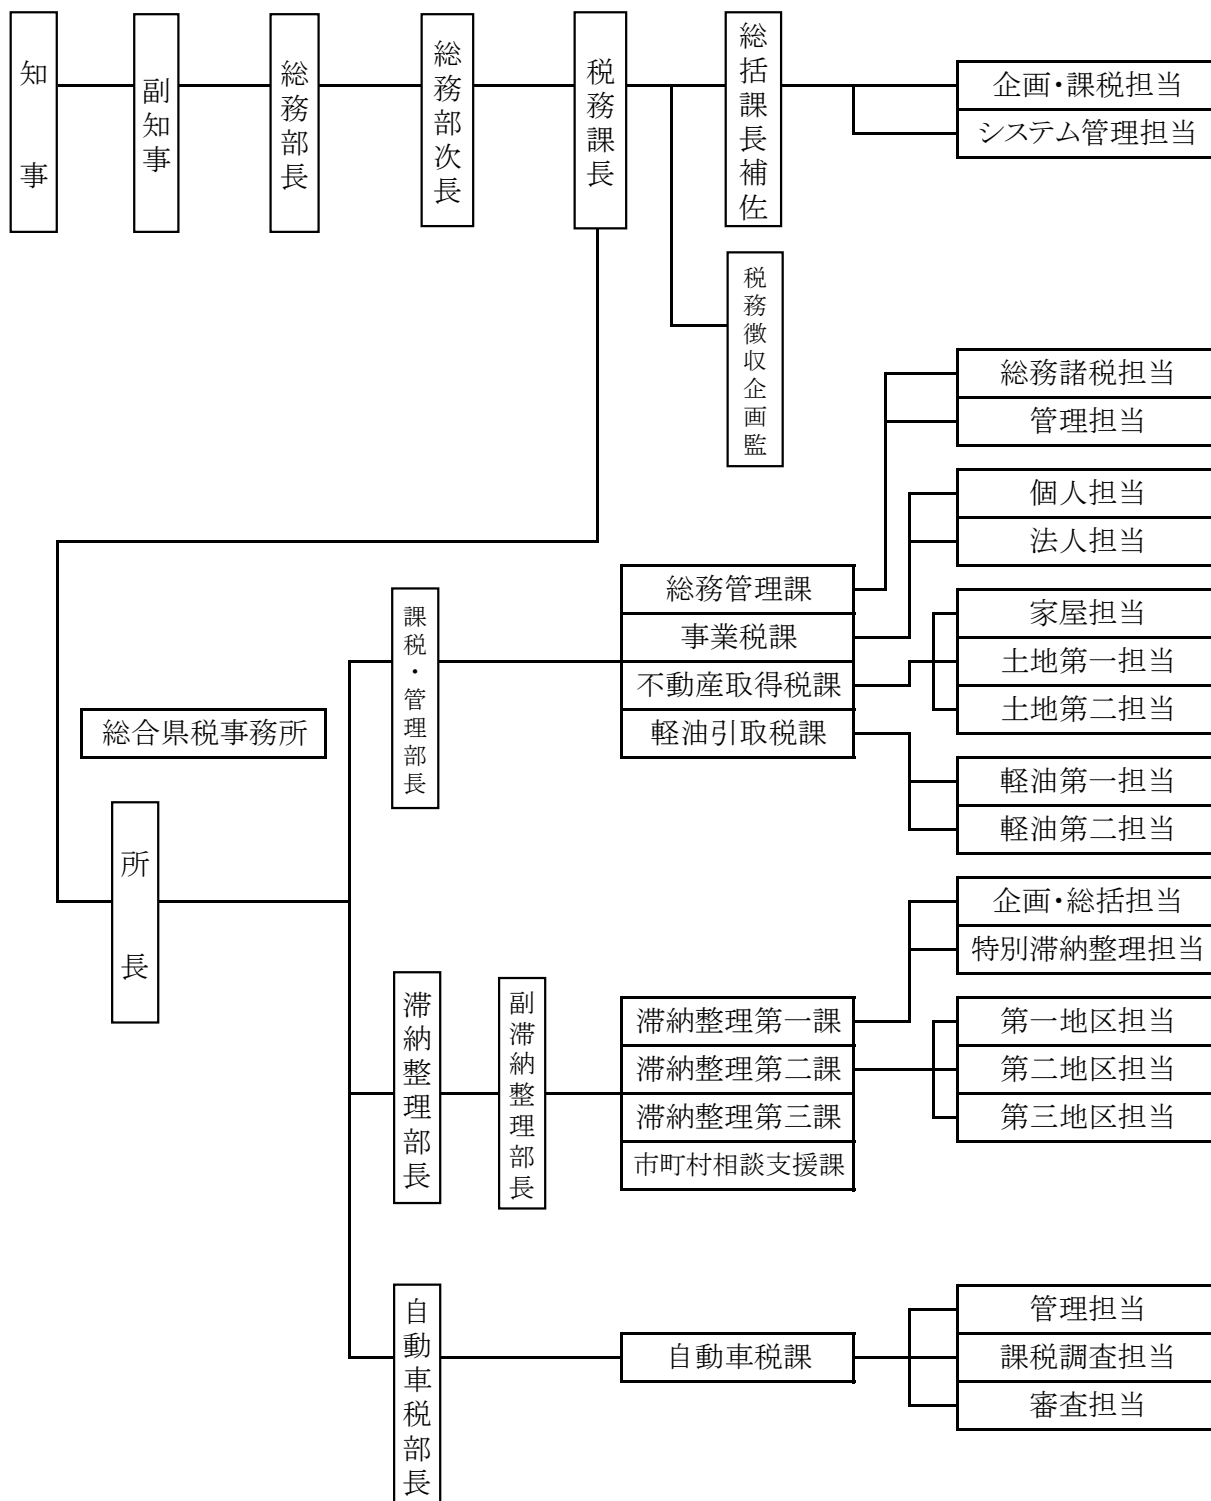 知事
副知事
総務部長
総務部次長
税務課長
総括課長補佐
企画・課税担当
システム管理担当
税務徴収企画監
総務諸税担当
管理担当
個人担当
法人担当
総務管理課
事業税課
不動産取得税課
軽油引取税課
課税・管理部長
家屋担当
土地第一担当
土地第二担当
総合県税事務所
軽油第一担当
軽油第二担当
所長
企画・総括担当
特別滞納整理担当
滞納整理部長
副滞納整理部長
滞納整理第一課
滞納整理第二課
滞納整理第三課
市町村相談支援課
第一地区担当
第二地区担当
第三地区担当
自動車税部長
自動車税課
管理担当
課税調査担当
審査担当